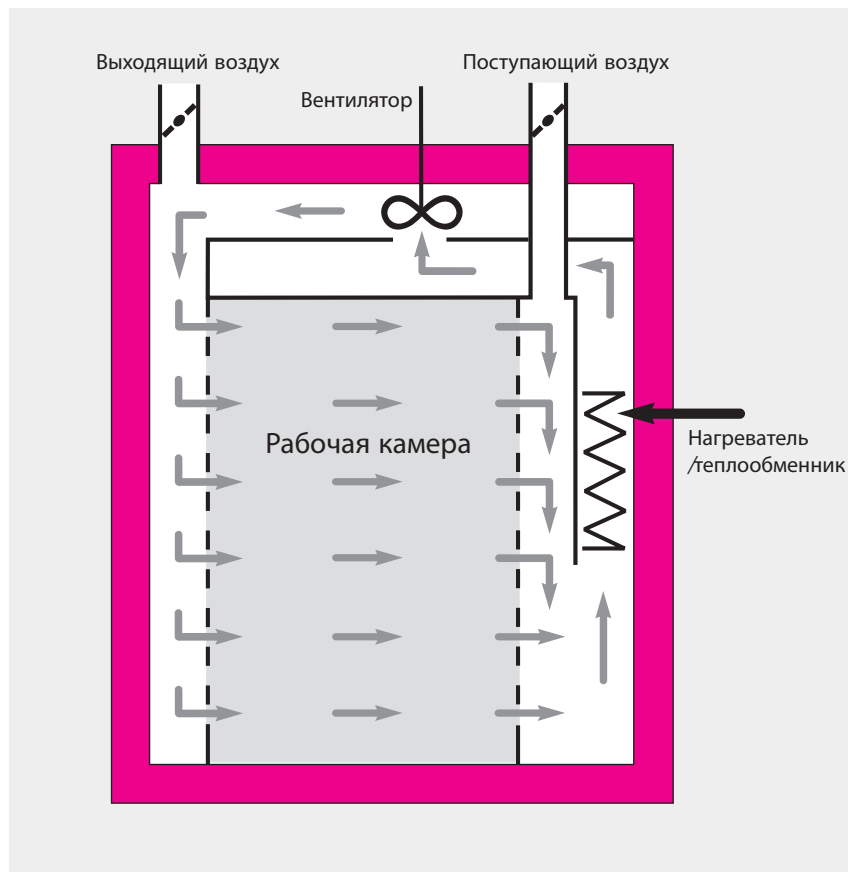 Выходящий воздух
Поступающий воздух
Вентилятор
Рабочая камера
Нагреватель
/теплообменник